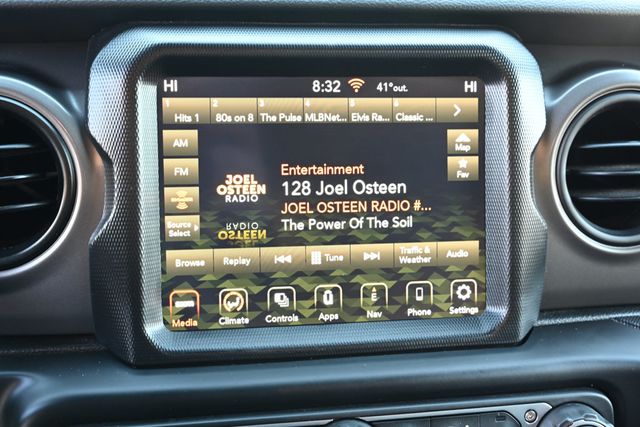 HI 8:32 41°out. HI
1 2 3 4 5 6
Hits 1 80s on 8 The Pulse MLBNet... Elvis Ra... Classic ...
AM
FM
Source
Select
Map
Fav
JOEL
OSTEEN
RADIO
Entertainment
128 Joel Osteen
JOEL OSTEEN RADIO #...
The Power Of The Soil
Browse Replay Tune Traffic &
Weather Audio
Media Climate Controls Apps Nav Phone Settings